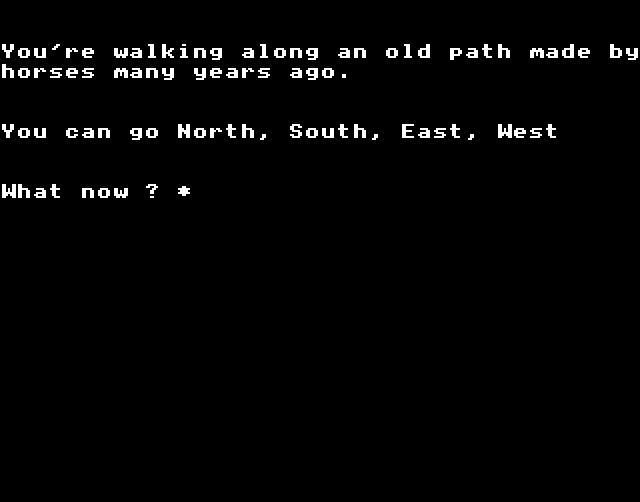 You're walking along an old path made by
horses many years ago.
You can go North, South, East, West
What now ? *